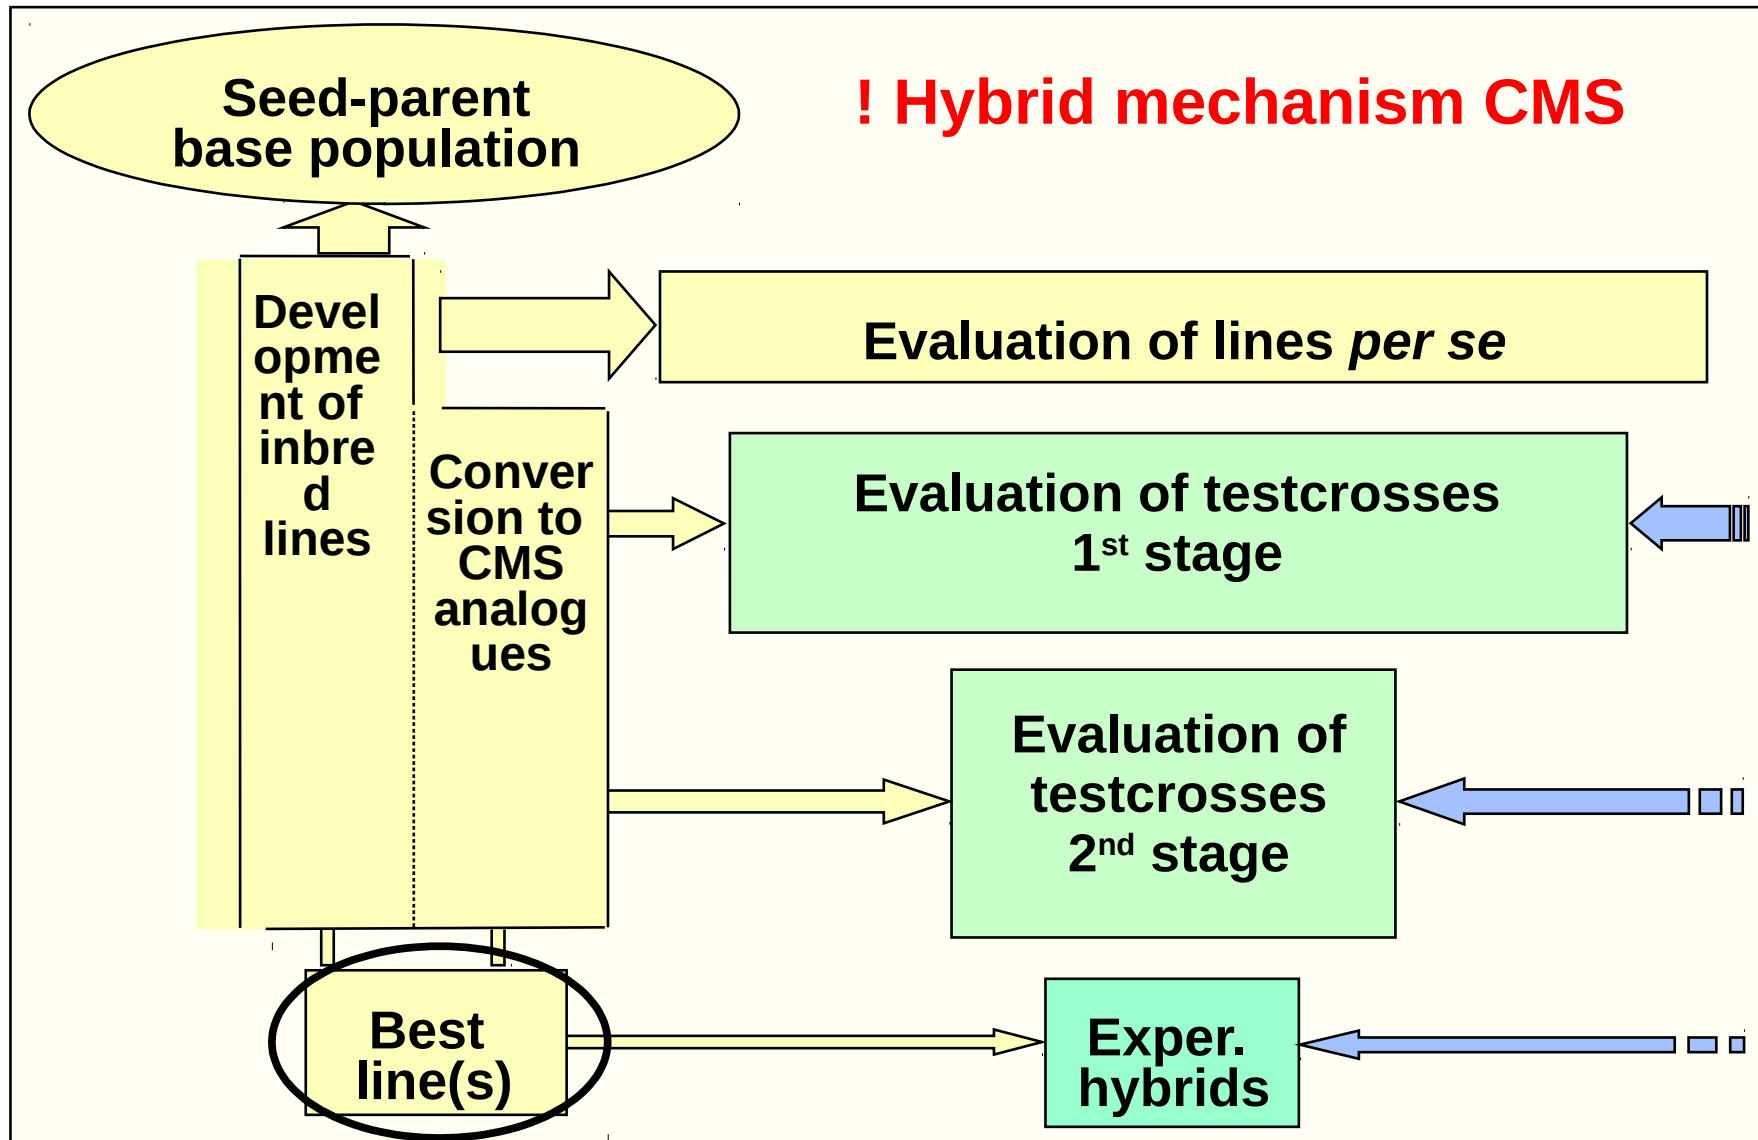 Seed-parent
base population
! Hybrid mechanism CMS
Devel
opme
nt of
inbre
d
lines
Evaluation of lines per se
Conver
sion to
CMS
analog
ues
Evaluation of testcrosses
1st stage
Evaluation of
testcrosses
2nd stage
Best
line(s)
Exper.
hybrids